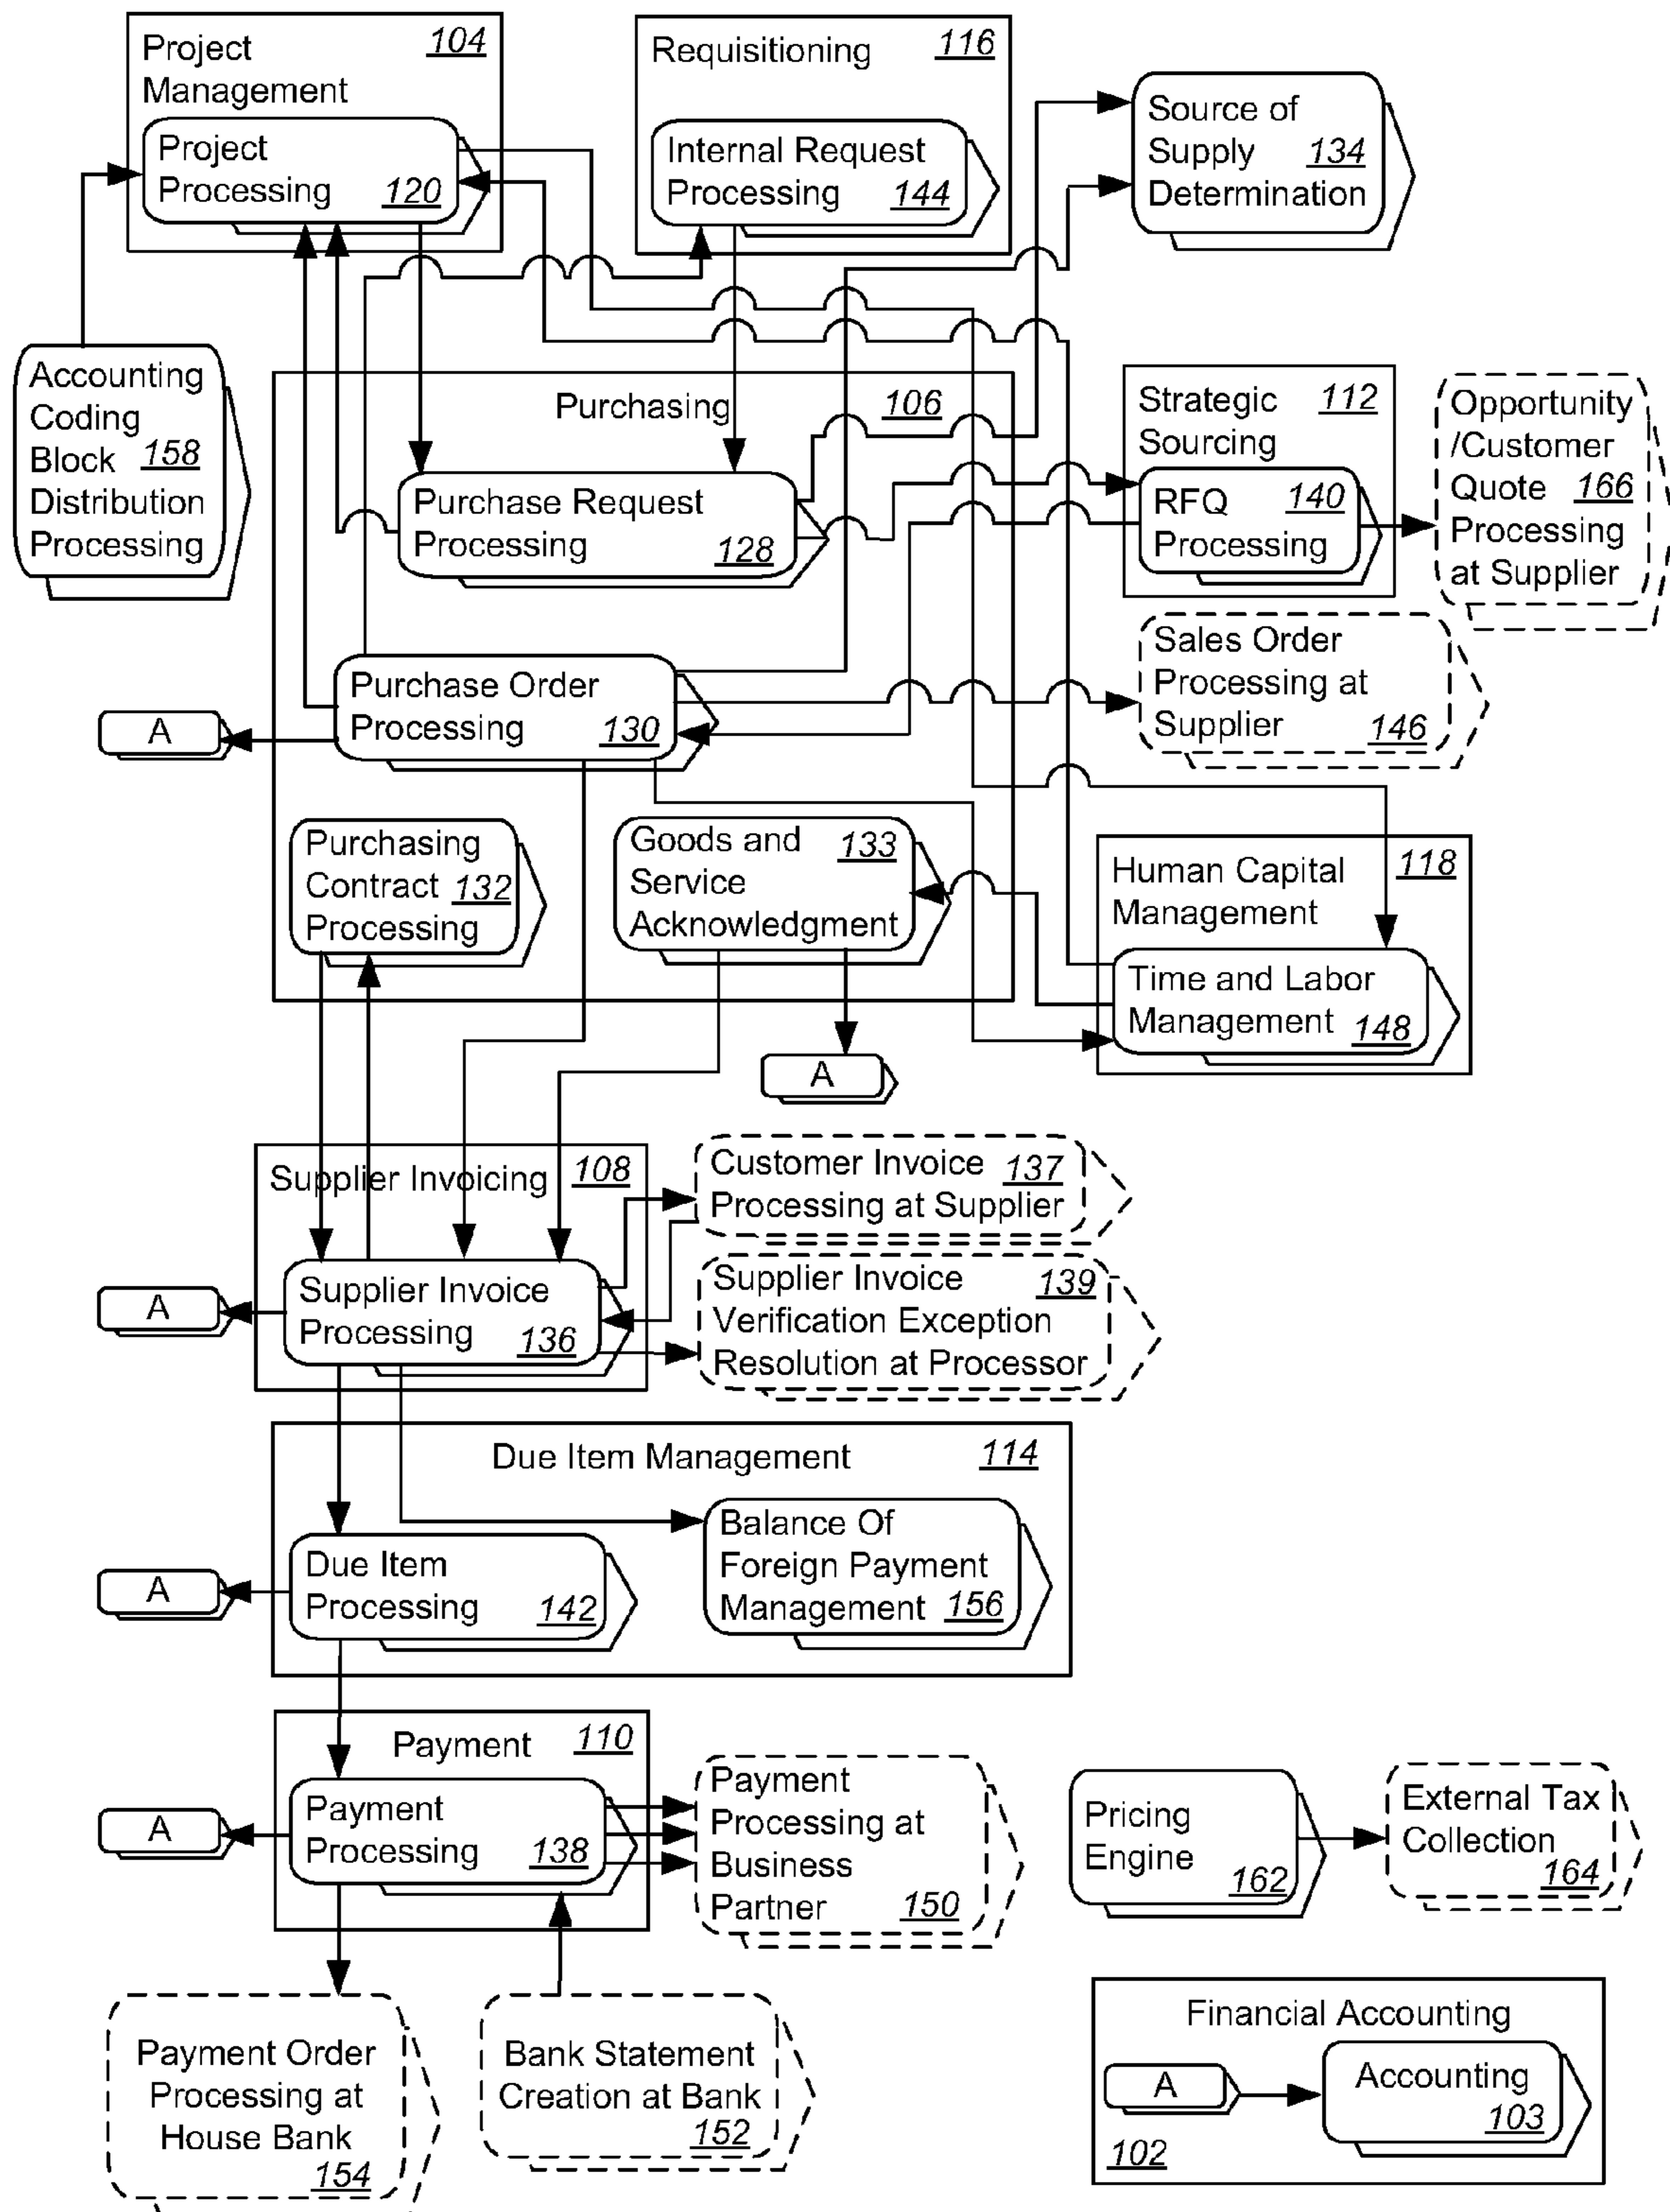 Project 104
Management
Project
Processing 120
Requisitioning 116
Internal Request
Processing 144
Source of
Supply 134
Determination
Accounting
Coding
Block 158
Distribution
Processing
Purchasing 106
Purchase Request
Processing 128
Strategic 112
Sourcing
RFQ 140
Processing
Opportunity
/Customer
Quote 166
Processing
at Supplier
Purchase Order
Processing 130
A
Sales Order
Processing at
Supplier 146
Purchasing
Contract 132
Processing
Goods and 133
Service
Acknowledgment
Human Capital 118
Management
Time and Labor
Management 148
A
Supplier Invoicing 108
Supplier Invoice
Processing 136
A
Customer Invoice 137
Processing at Supplier
Supplier Invoice 139
Verification Exception
Resolution at Processor
Due Item Management 114
Due Item
Processing 142
A
Balance Of
Foreign Payment
Management 156
Payment 110
Payment
Processing 138
A
Payment
Processing at
Business
Partner 150
Pricing
Engine 162
External Tax
Collection
164
Payment Order
Processing at
House Bank
154
Bank Statement
Creation at Bank
152
Financial Accounting
A
Accounting
103
102